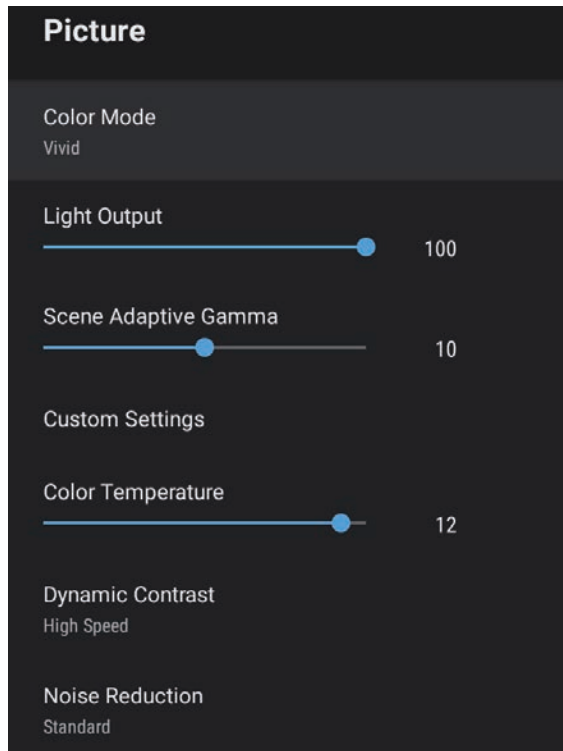 Picture
Color Mode
Vivid
Light Output
100
Scene Adaptive Gamma
10
Custom Settings
Color Temperature
12
Dynamic Contrast
High Speed
Noise Reduction
Standard